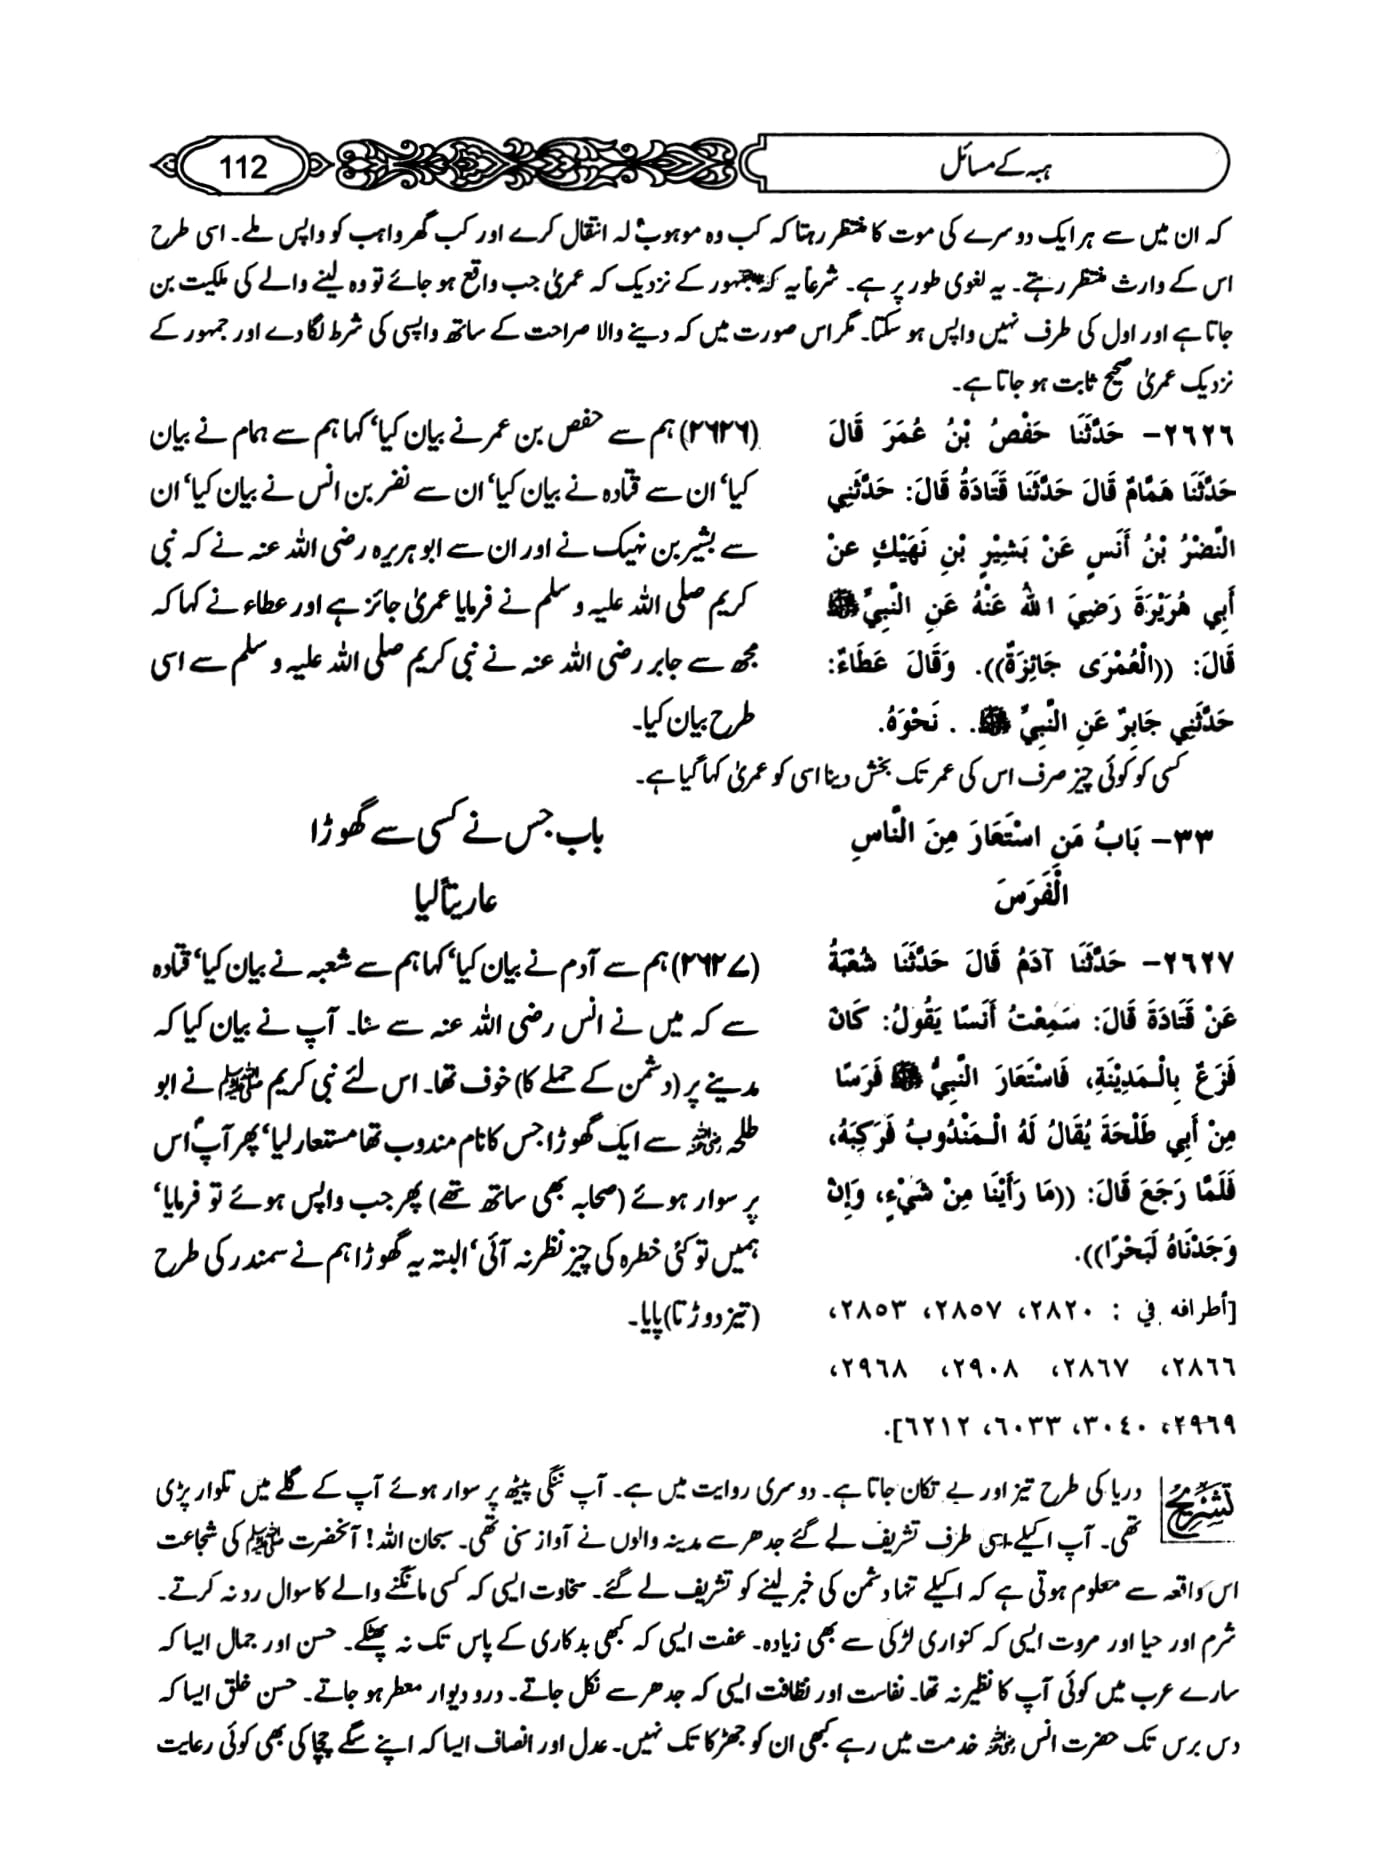 ہبہ کے مسائل
112
کہ ان میں سے ہر ایک دوسرے کی موت کا منتظر رہتا کہ کب وہ موہوب لہ انتقال کرے اور کب گھر واہب کو واپس ملے۔ اسی طرح
اس کے وارث منتظر رہتے۔ یہ لغوی طور پر ہے۔ شرعاً یہ کہ جمہور کے نزدیک کہ عمریٰ جب واقع ہو جائے تو وہ لینے والے کی ملکیت بن
جاتا ہے اور اول کی طرف نہیں واپس ہو سکتا۔ مگر اس صورت میں کہ دینے والا صراحت کے ساتھ واپسی کی شرط لگا دے اور جمہور کے
نزدیک عمریٰ صحیح ثابت ہو جاتا ہے۔
٢٦٢٦– حَدَّثَنَا حَفْصُ بْنُ عُمَرَ قَالَ
حَدَّثَنَا هَمَّامٌ قَالَ حَدَّثَنَا قَتَادَةُ قَالَ: حَدَّثَنِي
النَّضْرُ بْنُ أَنَسٍ عَنْ بَشِيْرِ بْنِ نَهَيْكٍ عَنْ
أَبِي هُرَيْرَةَ رَضِيَ اللهُ عَنْهُ عَنِ النَّبِيِّ ﷺ
قَالَ: ((الْعُمْرَى جَائِزَةٌ)). وَقَالَ عَطَاءٌ:
حَدَّثَنِي جَابِرٌ عَنِ النَّبِيِّ ﷺ. . نَحْوَهُ.
(۲۶۲۶) ہم سے حفص بن عمر نے بیان کیا‘ کہا ہم سے ہمام نے بیان
کیا‘ ان سے قتادہ نے بیان کیا‘ ان سے نضر بن انس نے بیان کیا‘ ان
سے بشیر بن نہیک نے اور ان سے ابو ہریرہ رضی اللہ عنہ نے کہ نبی
کریم صلی اللہ علیہ و سلم نے فرمایا عمریٰ جائز ہے اور عطاء نے کہا کہ
مجھ سے جابر رضی اللہ عنہ نے نبی کریم صلی اللہ علیہ و سلم سے اسی
طرح بیان کیا۔
کسی کو کوئی چیز صرف اس کی عمر تک بخش دینا اسی کو عمریٰ کہا گیا ہے۔
٣٣– بَابُ مَنِ اسْتَعَارَ مِنَ النَّاسِ
الْفَرَسَ
باب جس نے کسی سے گھوڑا
عاریتاً لیا
٢٦٢٧– حَدَّثَنَا آدَمُ قَالَ حَدَّثَنَا شُعْبَةُ
عَنْ قَتَادَةَ قَالَ: سَمِعْتُ أَنَسًا يَقُولُ: كَانَ
فَزَعٌ بِالْمَدِيْنَةِ، فَاسْتَعَارَ النَّبِيُّ ﷺ فَرَسًا
مِنْ أَبِي طَلْحَةَ يُقَالُ لَهُ الْمَنْدُوبُ فَرَكِبَهُ،
فَلَمَّا رَجَعَ قَالَ: ((مَا رَأَيْنَا مِنْ شَيْءٍ، وَإِنْ
وَجَدْنَاهُ لَبَحْرًا)).
[أطرافه في : ٢٨٢٠، ٢٨٥٧، ٢٨٥٣،
٢٨٦٦، ٢٨٦٧، ٢٩٠٨، ٢٩٦٨،
٢٩٦٩، ٣٠٤٠، ٦٠٣٣، ٦٢١٢].
(۲۶۲۷) ہم سے آدم نے بیان کیا‘ کہا ہم سے شعبہ نے بیان کیا‘ قتادہ
سے کہ میں نے انس رضی اللہ عنہ سے سنا۔ آپ نے بیان کیا کہ
مدینے پر (دشمن کے حملے کا) خوف تھا۔ اس لئے نبی کریم ﷺ نے ابو
طلحہ رضی اللہ عنہ سے ایک گھوڑا جس کا نام مندوب تھا مستعار لیا‘ پھر آپؐ اس
پر سوار ہوئے (صحابہ بھی ساتھ تھے) پھر جب واپس ہوئے تو فرمایا‘
ہمیں تو کئی خطرہ کی چیز نظر نہ آئی‘ البتہ یہ گھوڑا ہم نے سمندر کی طرح
(تیز دوڑتا) پایا۔
تشریح دریا کی طرح تیز اور بے تکان جاتا ہے۔ دوسری روایت میں ہے۔ آپ ننگی پیٹھ پر سوار ہوئے آپ کے گلے میں تلوار پڑی
تھی۔ آپ اکیلے اسی طرف تشریف لے گئے جدھر سے مدینہ والوں نے آواز سنی تھی۔ سبحان اللہ! آنحضرت ﷺ کی شجاعت
اس واقعہ سے معلوم ہوتی ہے کہ اکیلے تنہا دشمن کی خبر لینے کو تشریف لے گئے۔ سخاوت ایسی کہ کسی مانگنے والے کا سوال رد نہ کرتے۔
شرم اور حیا اور مروت ایسی کہ کنواری لڑکی سے بھی زیادہ۔ عفت ایسی کہ کبھی بدکاری کے پاس تک نہ پھٹکے۔ حسن اور جمال ایسا کہ
سارے عرب میں کوئی آپ کا نظیر نہ تھا۔ نفاست اور نظافت ایسی کہ جدھر سے نکل جاتے۔ درو دیوار معطر ہو جاتے۔ حسن خلق ایسا کہ
دس برس تک حضرت انس رضی اللہ عنہ خدمت میں رہے کبھی ان کو جھڑکا تک نہیں۔ عدل اور انصاف ایسا کہ اپنے سگے چچا کی بھی کوئی رعایت